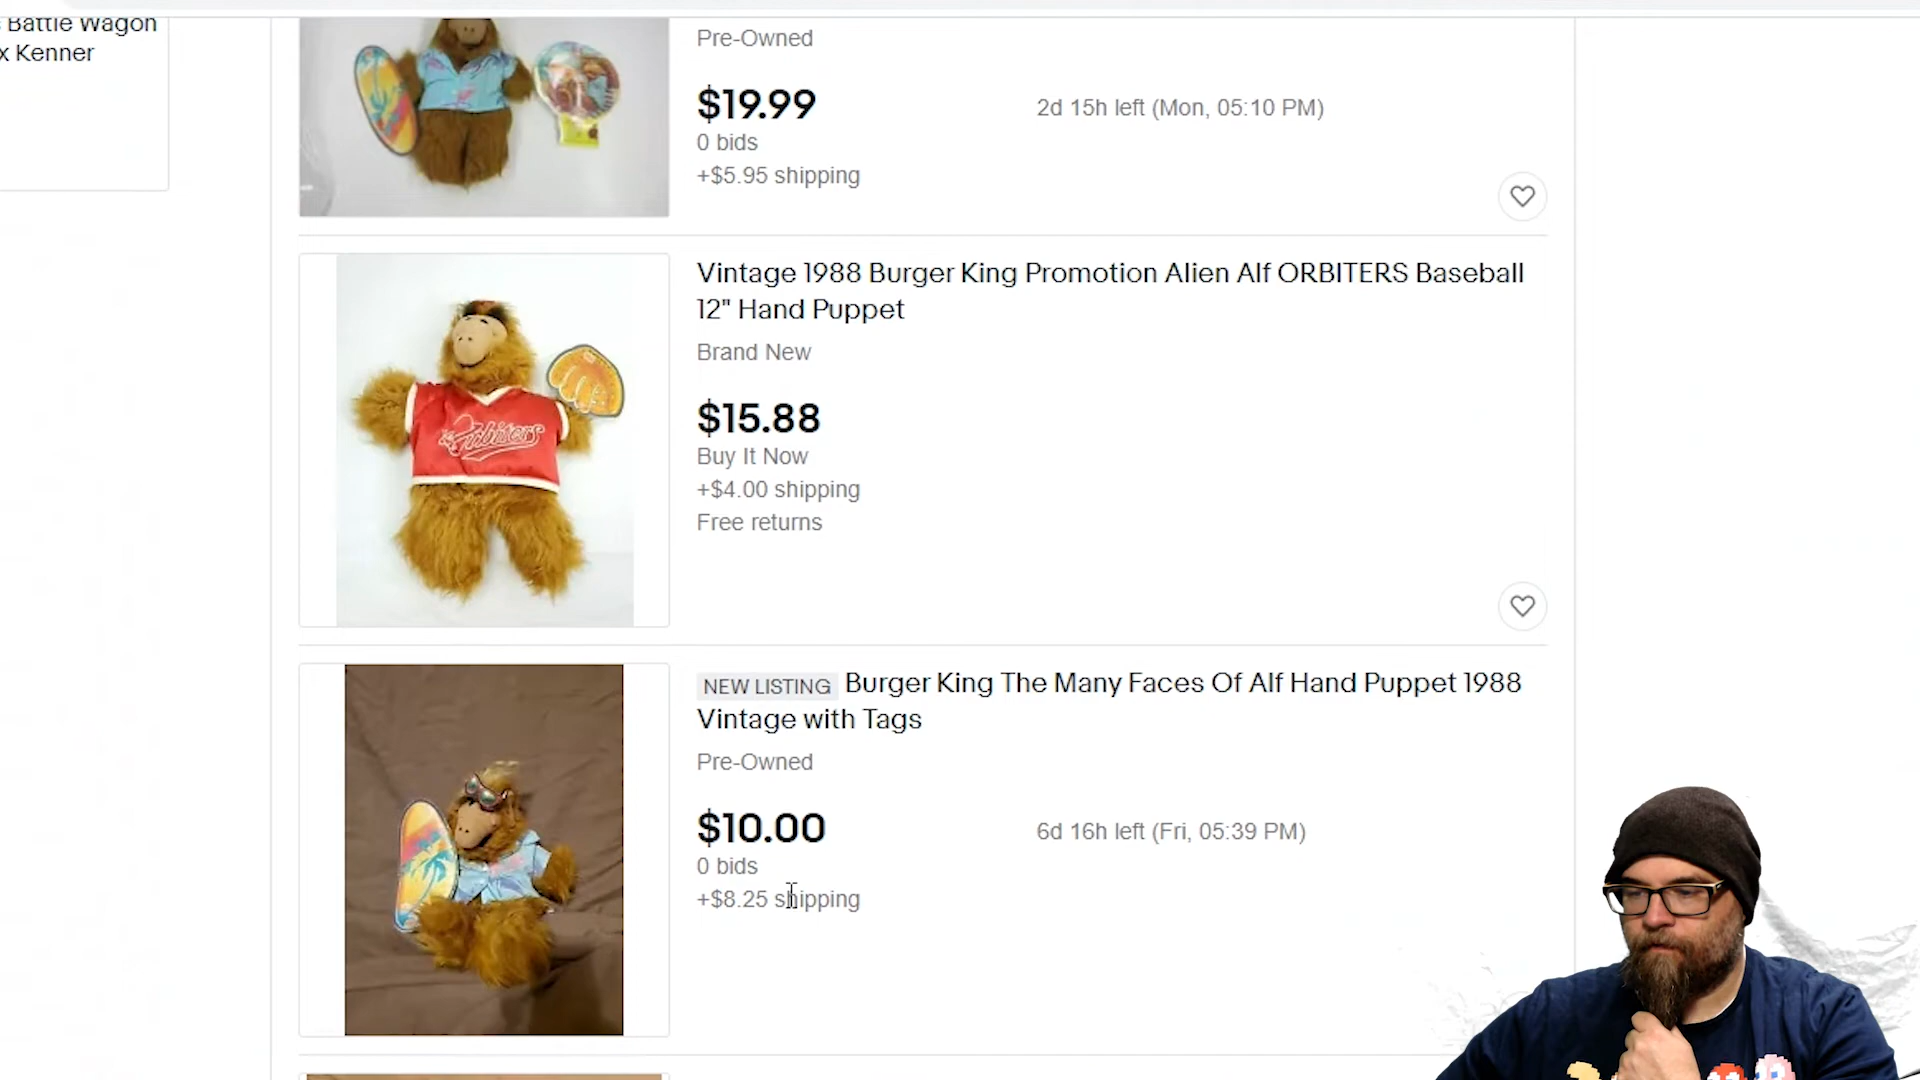 Battle Wagon
x Kenner
Pre-Owned
$19.99
2d 15h left (Mon, 05:10 PM)
0 bids
+$5.95 shipping
Vintage 1988 Burger King Promotion Alien Alf ORBITERS Baseball
12" Hand Puppet
Brand New
Orbiters
$15.88
Buy It Now
+$4.00 shipping
Free returns
NEW LISTING Burger King The Many Faces Of Alf Hand Puppet 1988
Vintage with Tags
Pre-Owned
$10.00
6d 16h left (Fri, 05:39 PM)
0 bids
+$8.25 shipping